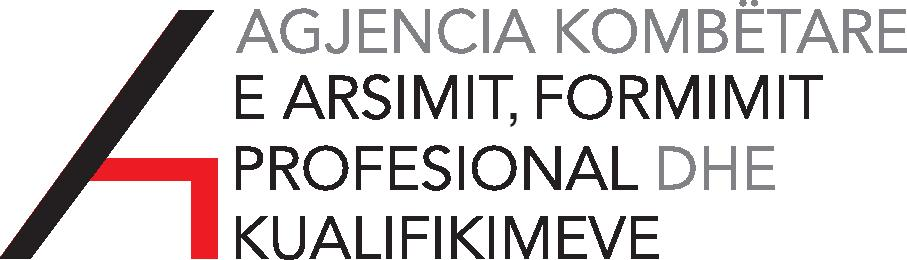 AGJENCIA KOMBËTARE
E ARSIMIT, FORMIMIT
PROFESIONAL DHE
KUALIFIKIMEVE